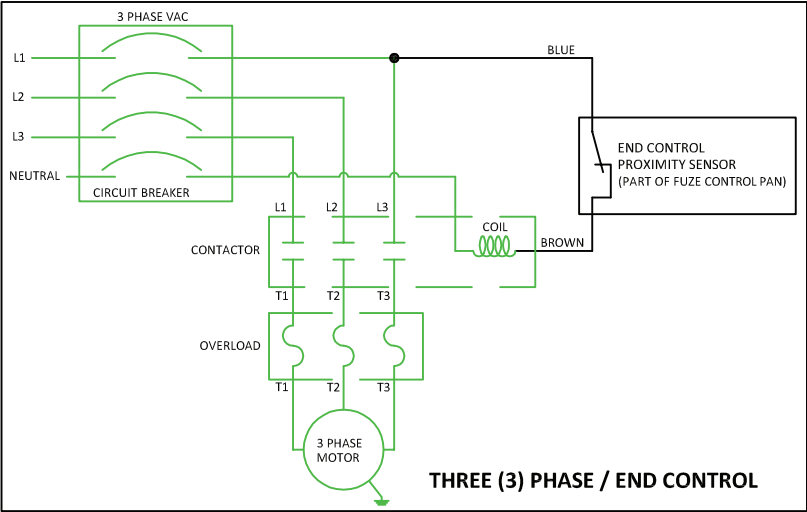 3 PHASE VAC
L1
BLUE
L2
L3
END CONTROL
PROXIMITY SENSOR
(PART OF FUZE CONTROL PAN)
NEUTRAL
CIRCUIT BREAKER
L1 L2 L3
COIL
CONTACTOR
BROWN
T1 T2 T3
OVERLOAD
T1 T2 T3
3 PHASE
MOTOR
THREE (3) PHASE / END CONTROL